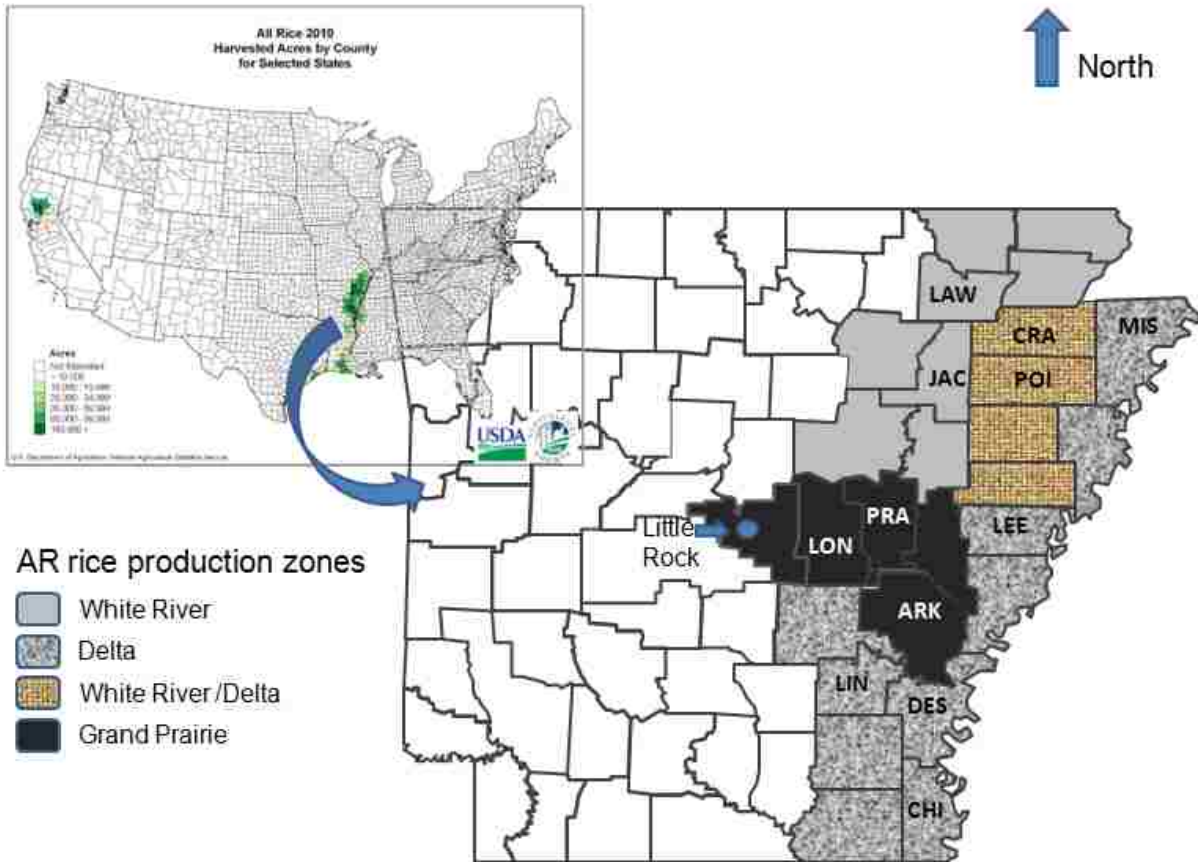 All Rice 2010
Harvested Acres by County
for Selected States
North
Acres
Not Estimated
USDA
LAW
CRA
MIS
JAC
POI
PRA
LEE
Little
Rock
LON
ARK
LIN
DES
CHI
AR rice production zones
White River
Delta
White River /Delta
Grand Prairie